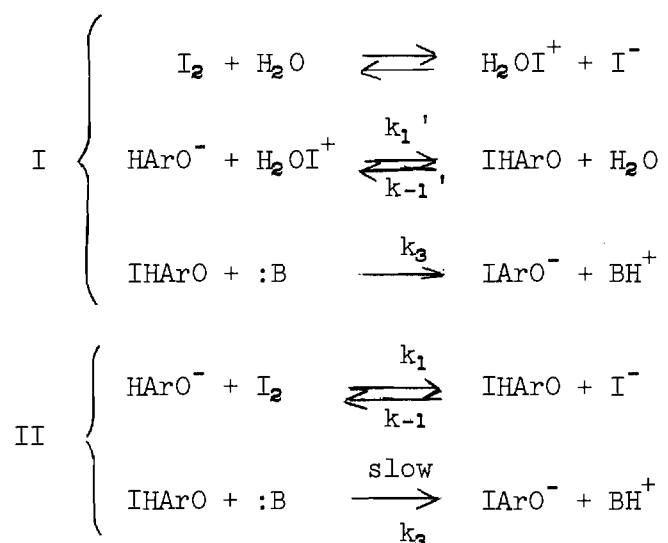 I₂ + H₂O ⇌ H₂OI⁺ + I⁻
k₁'
I HArO⁻ + H₂OI⁺ ⇌ IHArO + H₂O
k₋₁'
k₃
IHArO + :B → IArO⁻ + BH⁺
k₁
HArO⁻ + I₂ ⇌ IHArO + I⁻
k₋₁
II
slow
IHArO + :B → IArO⁻ + BH⁺
k₃